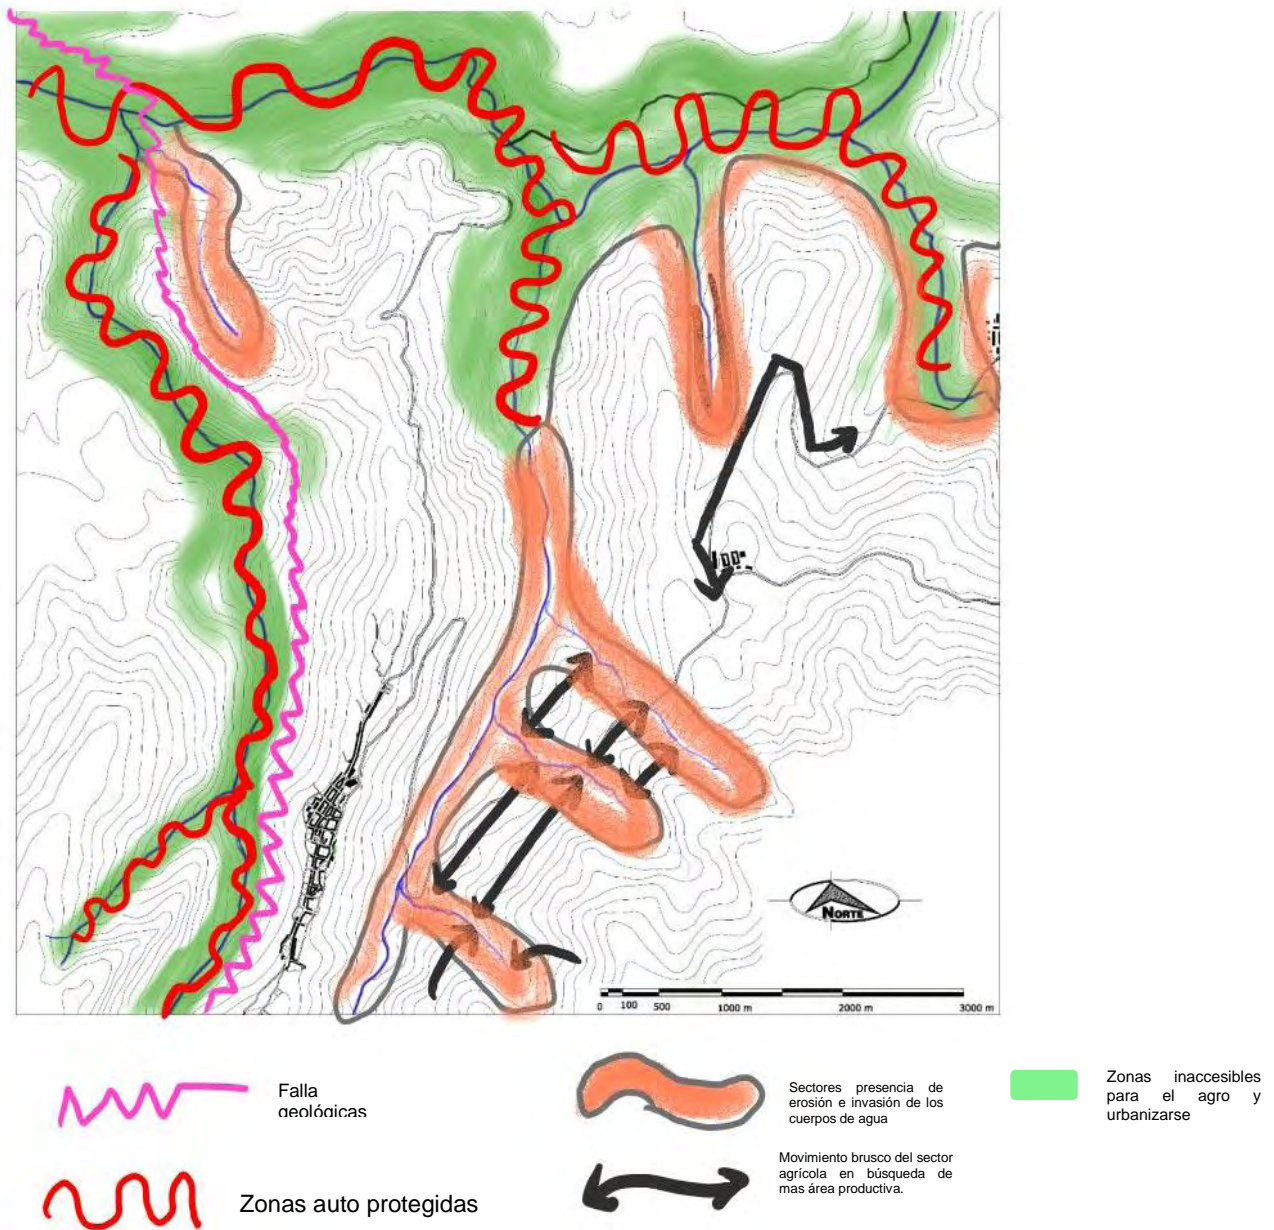 NORTE
0 100 500 1000 m 2000 m 3000 m
Falla
geológicas
Zonas auto protegidas
Sectores presencia de
erosión e invasión de los
cuerpos de agua
Movimiento brusco del sector
agrícola en búsqueda de
mas área productiva.
Zonas inaccesibles
para el agro y
urbanizarse